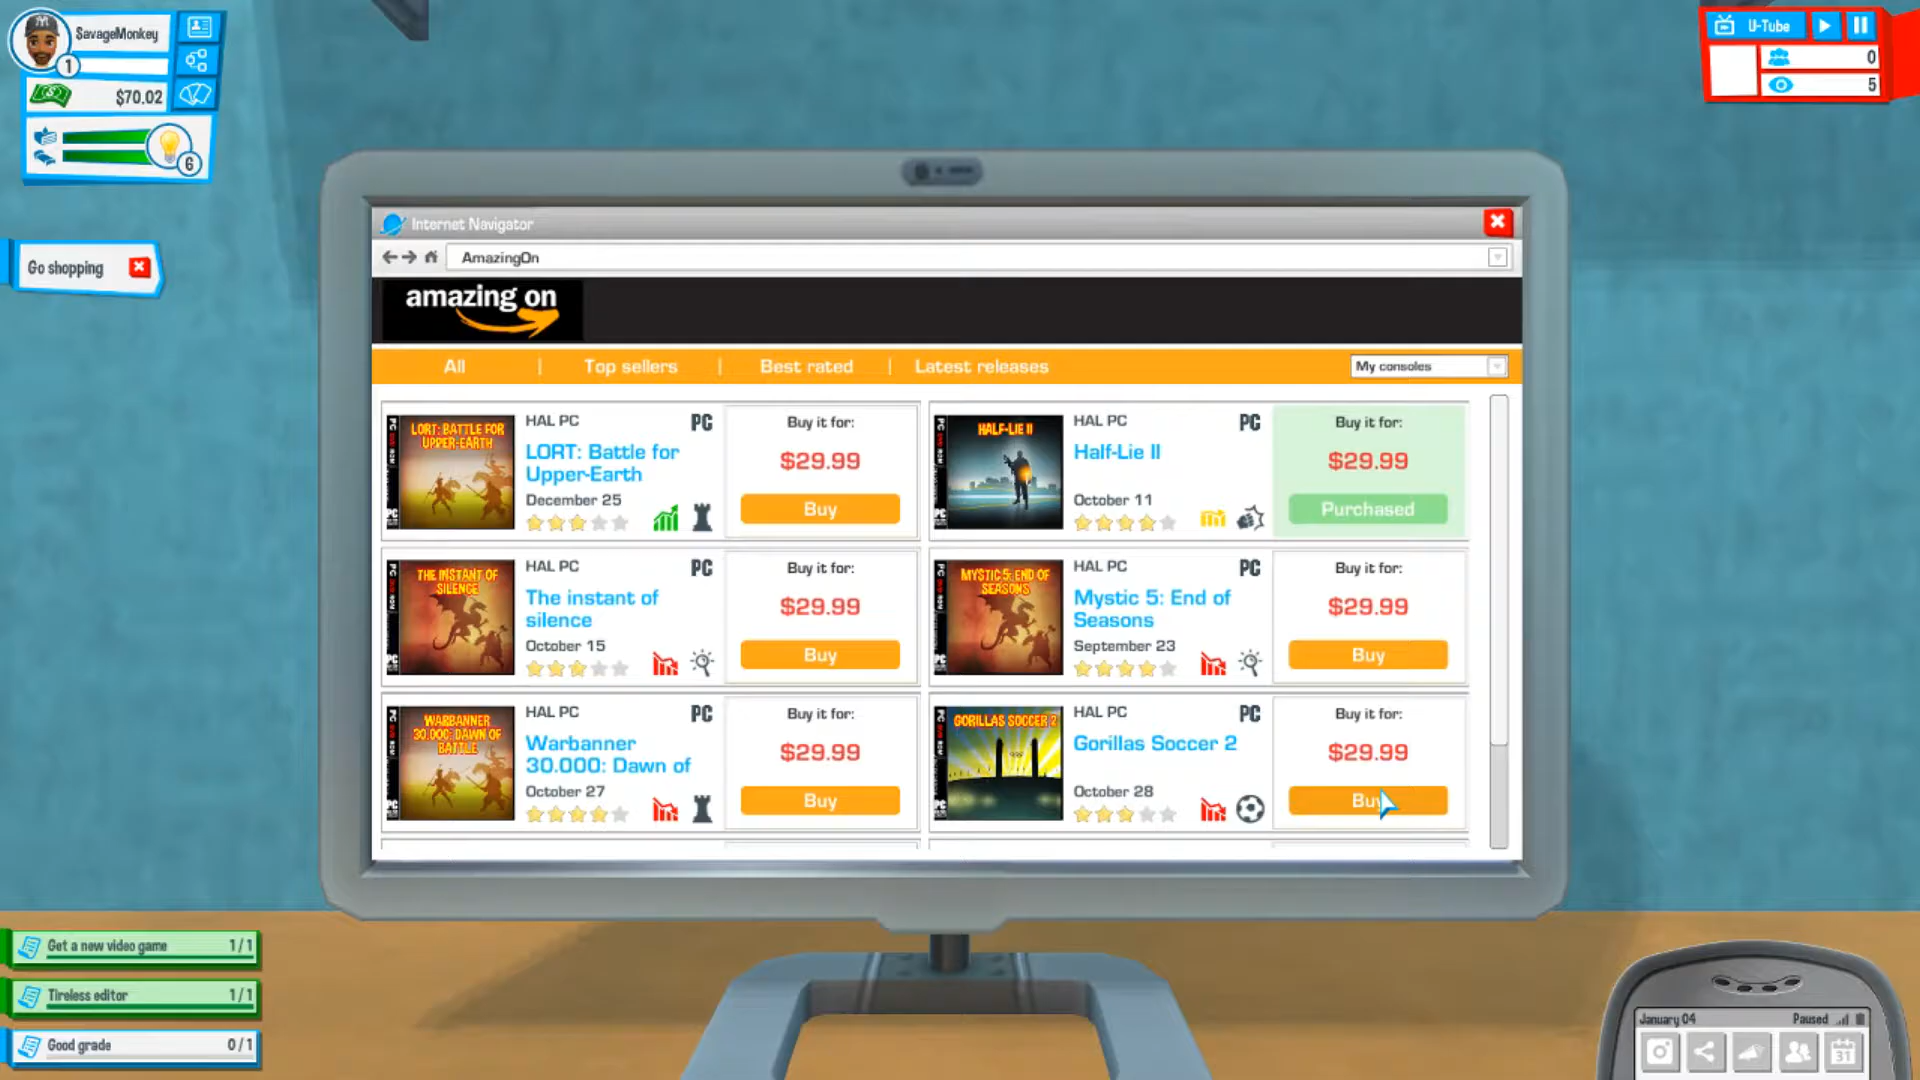 SavageMonkey
1
$70.02
6
U-Tube
0
5
Go shopping
Internet Navigator
AmazingOn
amazing on
All | Top sellers | Best rated | Latest releases
My consoles
LORT: BATTLE FOR
UPPER-EARTH
HAL PC
PC
LORT: Battle for
Upper-Earth
December 25
Buy it for:
$29.99
Buy
HALF-LIE II
HAL PC
PC
Half-Lie II
October 11
Buy it for:
$29.99
Purchased
THE INSTANT OF
SILENCE
HAL PC
PC
The instant of
silence
October 15
Buy it for:
$29.99
Buy
MYSTIC 5: END OF
SEASONS
HAL PC
PC
Mystic 5: End of
Seasons
September 23
Buy it for:
$29.99
Buy
WARBANNER
30.000: DAWN OF
BATTLE
HAL PC
PC
Warbanner
30.000: Dawn of
October 27
Buy it for:
$29.99
Buy
GORILLAS SOCCER 2
HAL PC
PC
Gorillas Soccer 2
October 28
Buy it for:
$29.99
Buy
Get a new video game 1/1
Tireless editor 1/1
Good grade 0/1
January 04 Paused
31